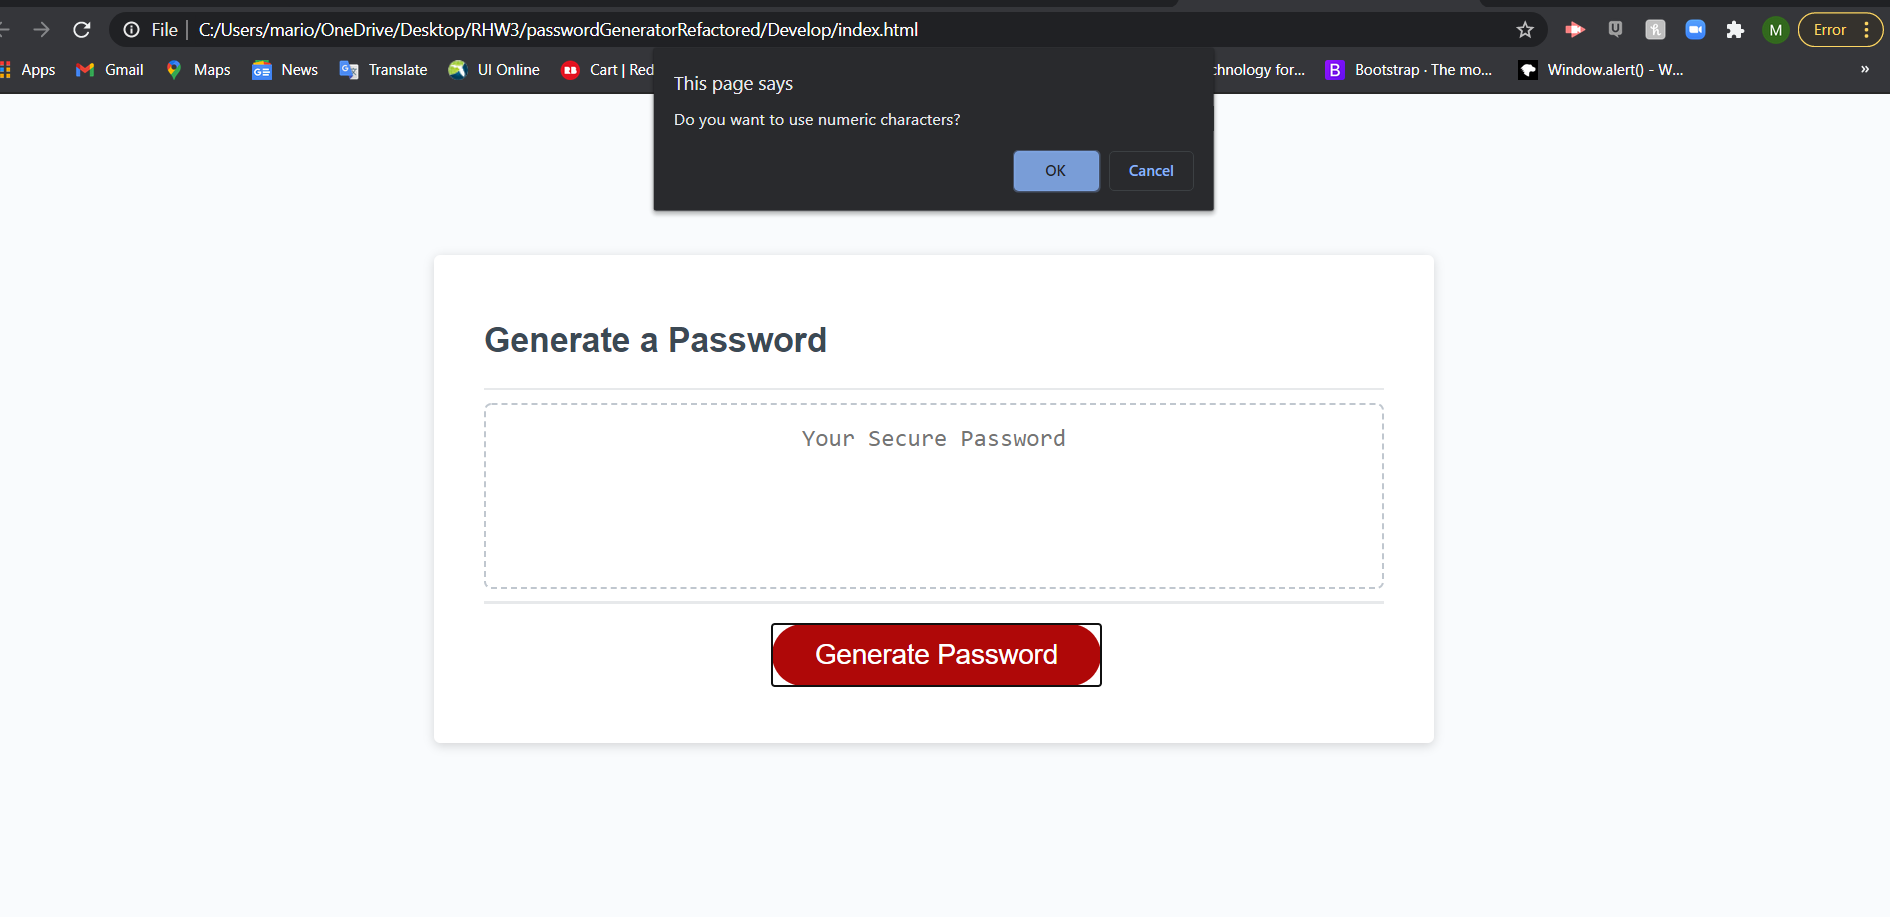 File C:/Users/mario/OneDrive/Desktop/RHW3/passwordGeneratorRefactored/Develop/index.html M Error
Apps Gmail Maps News Translate UI Online Cart | Red chnology for... B Bootstrap · The mo... Window.alert() - W... »
This page says
Do you want to use numeric characters?
OK Cancel
Generate a Password
Your Secure Password
Generate Password